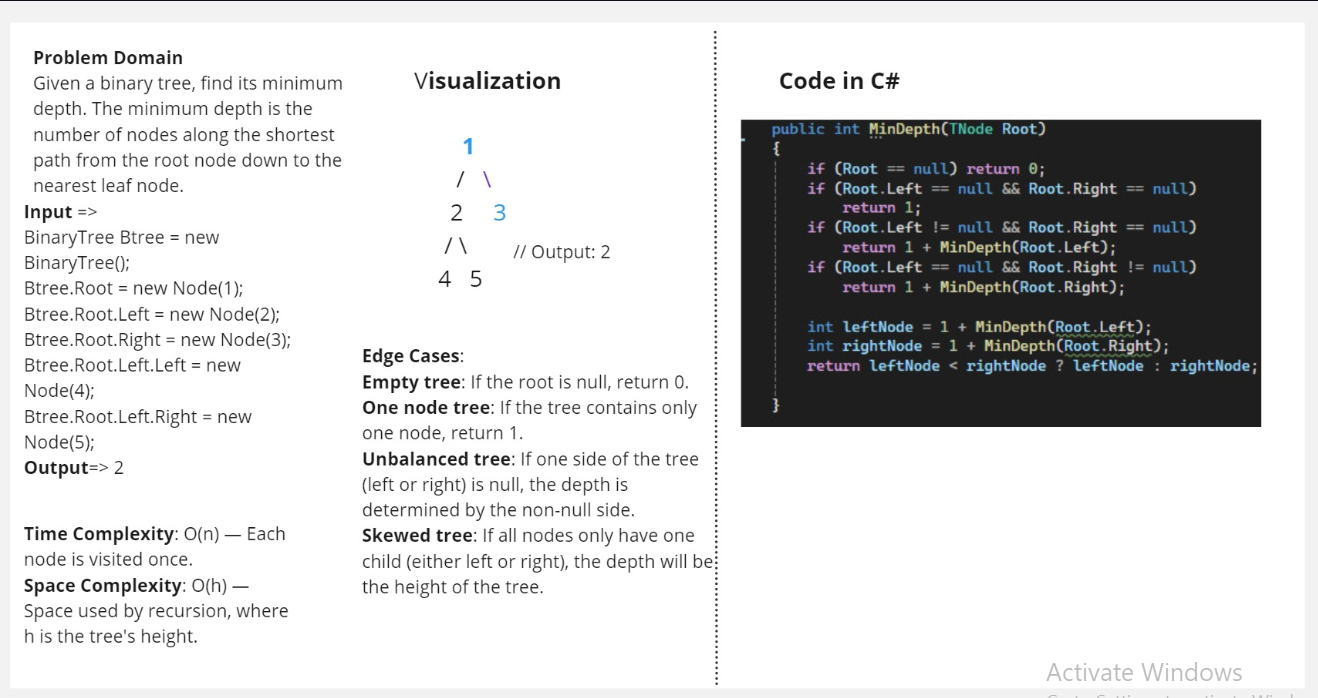 Problem Domain
Given a binary tree, find its minimum
depth. The minimum depth is the
number of nodes along the shortest
path from the root node down to the
nearest leaf node.
Input =>
BinaryTree Btree = new
BinaryTree();
Btree.Root = new Node(1);
Btree.Root.Left = new Node(2);
Btree.Root.Right = new Node(3);
Btree.Root.Left.Left = new
Node(4);
Btree.Root.Left.Right = new
Node(5);
Output=> 2
Time Complexity: O(n) — Each
node is visited once.
Space Complexity: O(h) —
Space used by recursion, where
h is the tree's height.
Visualization
1
/ \
2 3
/ \
// Output: 2
4 5
Edge Cases:
Empty tree: If the root is null, return 0.
One node tree: If the tree contains only
one node, return 1.
Unbalanced tree: If one side of the tree
(left or right) is null, the depth is
determined by the non-null side.
Skewed tree: If all nodes only have one
child (either left or right), the depth will be
the height of the tree.
Code in C#
public int MinDepth(TNode Root)
{
if (Root == null) return 0;
if (Root.Left == null && Root.Right == null)
return 1;
if (Root.Left != null && Root.Right == null)
return 1 + MinDepth(Root.Left);
if (Root.Left == null && Root.Right != null)
return 1 + MinDepth(Root.Right);
int leftNode = 1 + MinDepth(Root.Left);
int rightNode = 1 + MinDepth(Root.Right);
return leftNode < rightNode ? leftNode : rightNode;
}
Activate Windows